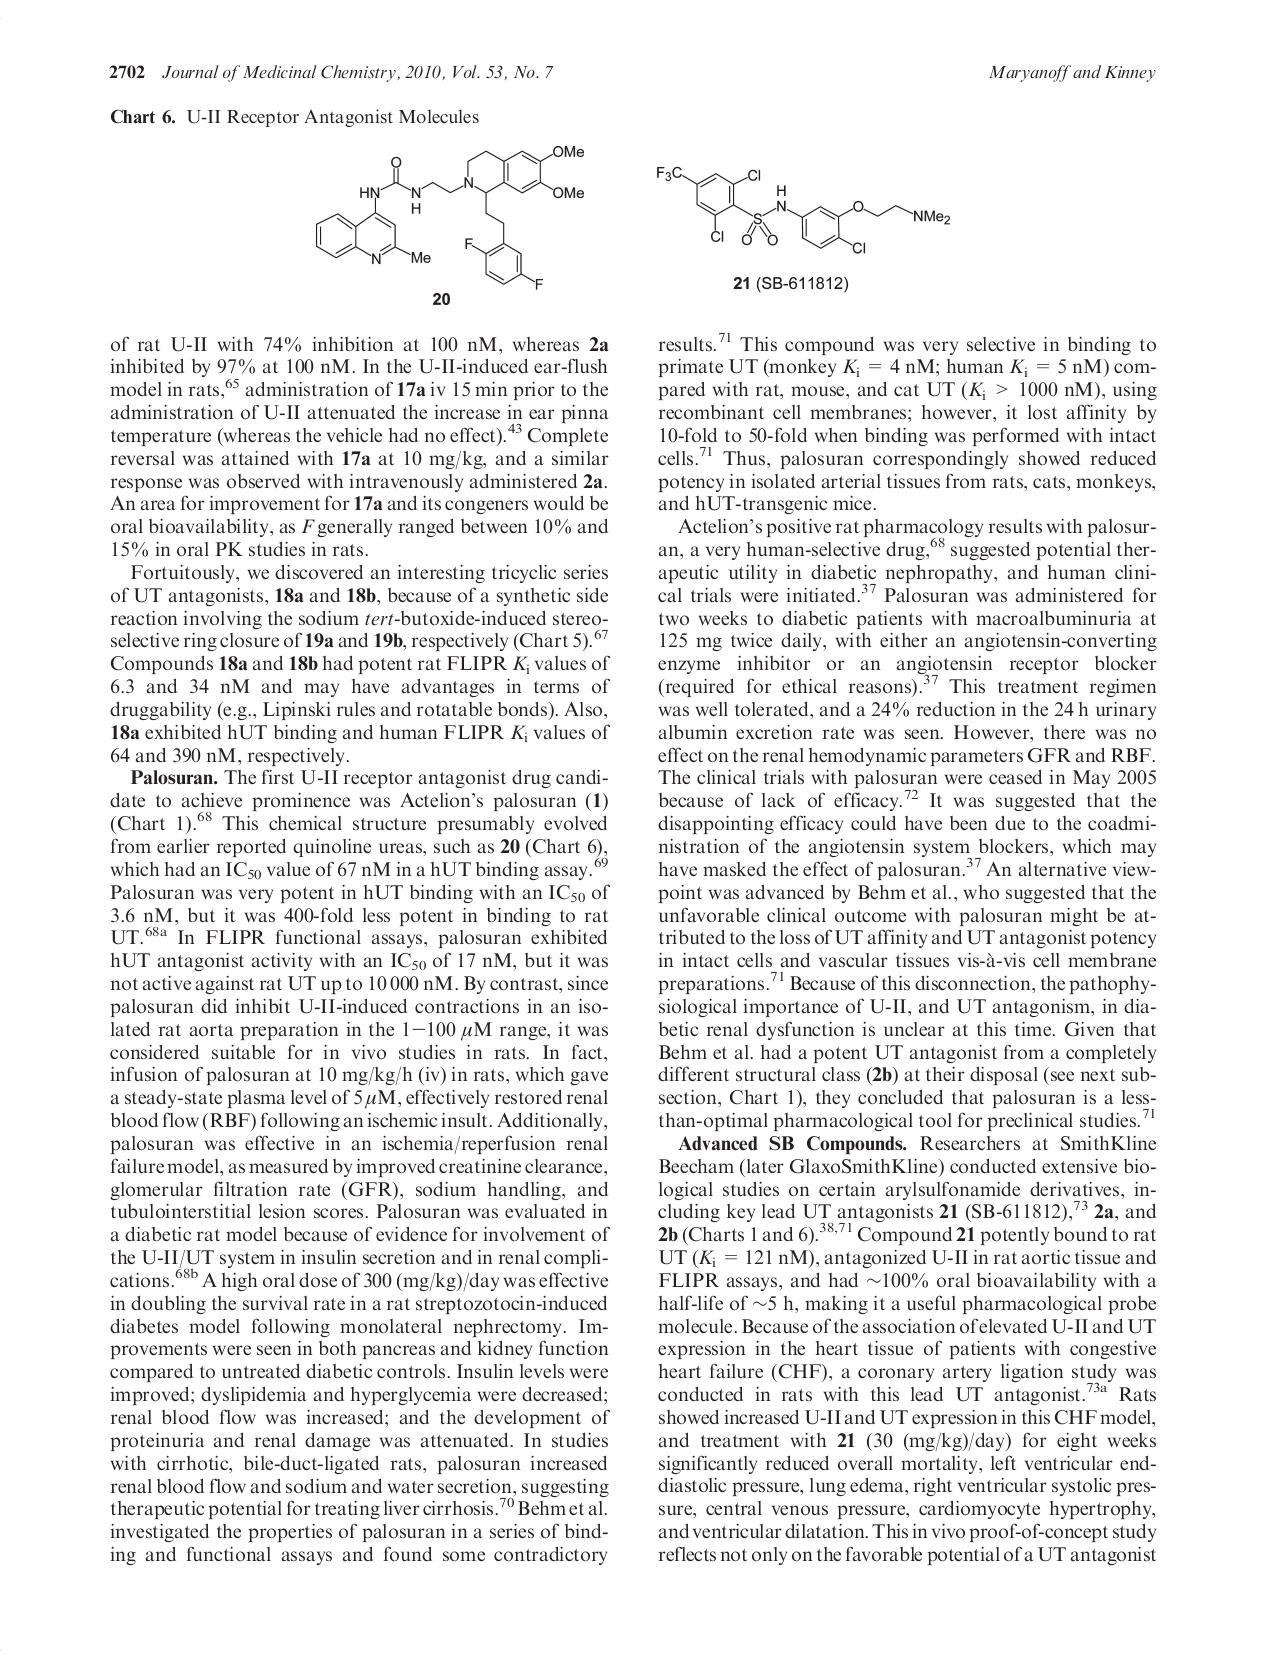 2702 Journal of Medicinal Chemistry, 2010, Vol. 53, No. 7
Maryanoff and Kinney
Chart 6. U-II Receptor Antagonist Molecules
O
HN
N
H
N
OMe
OMe
N
Me
F
F
20
F3C
Cl
Cl
S
O O
H
N
O
NMe2
Cl
21 (SB-611812)
of rat U-II with 74% inhibition at 100 nM, whereas 2a
inhibited by 97% at 100 nM. In the U-II-induced ear-flush
model in rats,65 administration of 17a iv 15 min prior to the
administration of U-II attenuated the increase in ear pinna
temperature (whereas the vehicle had no effect).43 Complete
reversal was attained with 17a at 10 mg/kg, and a similar
response was observed with intravenously administered 2a.
An area for improvement for 17a and its congeners would be
oral bioavailability, as F generally ranged between 10% and
15% in oral PK studies in rats.
Fortuitously, we discovered an interesting tricyclic series
of UT antagonists, 18a and 18b, because of a synthetic side
reaction involving the sodium tert-butoxide-induced stereo-
selective ring closure of 19a and 19b, respectively (Chart 5).67
Compounds 18a and 18b had potent rat FLIPR Ki values of
6.3 and 34 nM and may have advantages in terms of
druggability (e.g., Lipinski rules and rotatable bonds). Also,
18a exhibited hUT binding and human FLIPR Ki values of
64 and 390 nM, respectively.
Palosuran. The first U-II receptor antagonist drug candi-
date to achieve prominence was Actelion's palosuran (1)
(Chart 1).68 This chemical structure presumably evolved
from earlier reported quinoline ureas, such as 20 (Chart 6),
which had an IC50 value of 67 nM in a hUT binding assay.69
Palosuran was very potent in hUT binding with an IC50 of
3.6 nM, but it was 400-fold less potent in binding to rat
UT.68a In FLIPR functional assays, palosuran exhibited
hUT antagonist activity with an IC50 of 17 nM, but it was
not active against rat UT up to 10 000 nM. By contrast, since
palosuran did inhibit U-II-induced contractions in an iso-
lated rat aorta preparation in the 1−100 μM range, it was
considered suitable for in vivo studies in rats. In fact,
infusion of palosuran at 10 mg/kg/h (iv) in rats, which gave
a steady-state plasma level of 5 μM, effectively restored renal
blood flow (RBF) following an ischemic insult. Additionally,
palosuran was effective in an ischemia/reperfusion renal
failure model, as measured by improved creatinine clearance,
glomerular filtration rate (GFR), sodium handling, and
tubulointerstitial lesion scores. Palosuran was evaluated in
a diabetic rat model because of evidence for involvement of
the U-II/UT system in insulin secretion and in renal compli-
cations.68b A high oral dose of 300 (mg/kg)/day was effective
in doubling the survival rate in a rat streptozotocin-induced
diabetes model following monolateral nephrectomy. Im-
provements were seen in both pancreas and kidney function
compared to untreated diabetic controls. Insulin levels were
improved; dyslipidemia and hyperglycemia were decreased;
renal blood flow was increased; and the development of
proteinuria and renal damage was attenuated. In studies
with cirrhotic, bile-duct-ligated rats, palosuran increased
renal blood flow and sodium and water secretion, suggesting
therapeutic potential for treating liver cirrhosis.70 Behm et al.
investigated the properties of palosuran in a series of bind-
ing and functional assays and found some contradictory
results.71 This compound was very selective in binding to
primate UT (monkey Ki = 4 nM; human Ki = 5 nM) com-
pared with rat, mouse, and cat UT (Ki > 1000 nM), using
recombinant cell membranes; however, it lost affinity by
10-fold to 50-fold when binding was performed with intact
cells.71 Thus, palosuran correspondingly showed reduced
potency in isolated arterial tissues from rats, cats, monkeys,
and hUT-transgenic mice.
Actelion's positive rat pharmacology results with palosur-
an, a very human-selective drug,68 suggested potential ther-
apeutic utility in diabetic nephropathy, and human clini-
cal trials were initiated.37 Palosuran was administered for
two weeks to diabetic patients with macroalbuminuria at
125 mg twice daily, with either an angiotensin-converting
enzyme inhibitor or an angiotensin receptor blocker
(required for ethical reasons).37 This treatment regimen
was well tolerated, and a 24% reduction in the 24 h urinary
albumin excretion rate was seen. However, there was no
effect on the renal hemodynamic parameters GFR and RBF.
The clinical trials with palosuran were ceased in May 2005
because of lack of efficacy.72 It was suggested that the
disappointing efficacy could have been due to the coadmi-
nistration of the angiotensin system blockers, which may
have masked the effect of palosuran.37 An alternative view-
point was advanced by Behm et al., who suggested that the
unfavorable clinical outcome with palosuran might be at-
tributed to the loss of UT affinity and UT antagonist potency
in intact cells and vascular tissues vis-à-vis cell membrane
preparations.71 Because of this disconnection, the pathophy-
siological importance of U-II, and UT antagonism, in dia-
betic renal dysfunction is unclear at this time. Given that
Behm et al. had a potent UT antagonist from a completely
different structural class (2b) at their disposal (see next sub-
section, Chart 1), they concluded that palosuran is a less-
than-optimal pharmacological tool for preclinical studies.71
Advanced SB Compounds. Researchers at SmithKline
Beecham (later GlaxoSmithKline) conducted extensive bio-
logical studies on certain arylsulfonamide derivatives, in-
cluding key lead UT antagonists 21 (SB-611812),73 2a, and
2b (Charts 1 and 6).38,71 Compound 21 potently bound to rat
UT (Ki = 121 nM), antagonized U-II in rat aortic tissue and
FLIPR assays, and had ∼100% oral bioavailability with a
half-life of ∼5 h, making it a useful pharmacological probe
molecule. Because of the association of elevated U-II and UT
expression in the heart tissue of patients with congestive
heart failure (CHF), a coronary artery ligation study was
conducted in rats with this lead UT antagonist.73a Rats
showed increased U-II and UT expression in this CHF model,
and treatment with 21 (30 (mg/kg)/day) for eight weeks
significantly reduced overall mortality, left ventricular end-
diastolic pressure, lung edema, right ventricular systolic pres-
sure, central venous pressure, cardiomyocyte hypertrophy,
and ventricular dilatation. This in vivo proof-of-concept study
reflects not only on the favorable potential of a UT antagonist